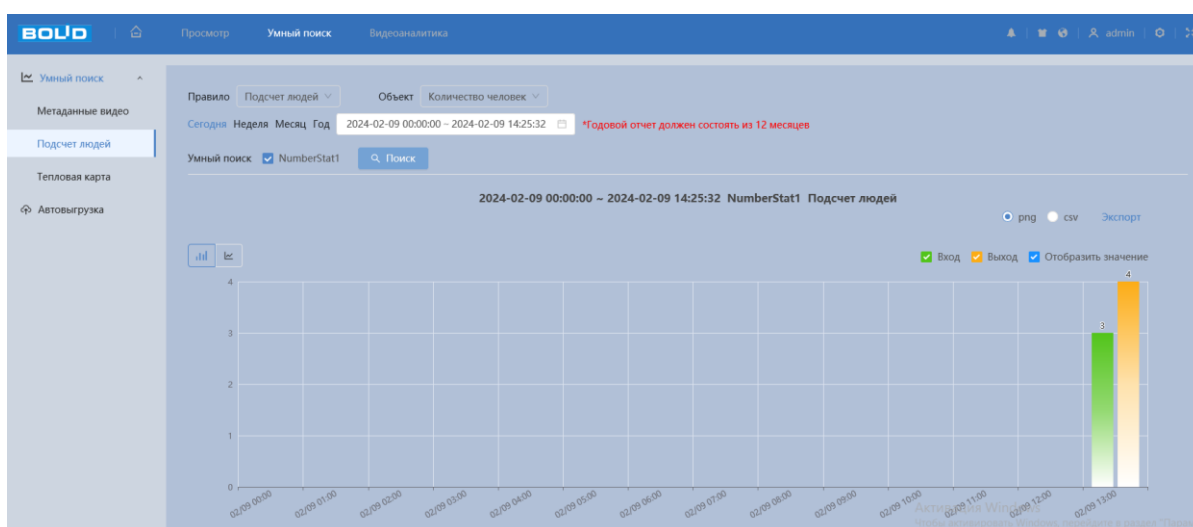 BOLID
Просмотр Умный поиск Видеоаналитика admin
Умный поиск
Метаданные видео
Подсчет людей
Тепловая карта
Автовыгрузка
Правило Подсчет людей Объект Количество человек
Сегодня Неделя Месяц Год 2024-02-09 00:00:00 ~ 2024-02-09 14:25:32 *Годовой отчет должен состоять из 12 месяцев
Умный поиск NumberStat1 Поиск
2024-02-09 00:00:00 ~ 2024-02-09 14:25:32 NumberStat1 Подсчет людей
png csv Экспорт
Вход Выход Отобразить значение
4
4
3
3
2
1
0
02/09 00:00 02/09 01:00 02/09 02:00 02/09 03:00 02/09 04:00 02/09 05:00 02/09 06:00 02/09 07:00 02/09 08:00 02/09 09:00 02/09 10:00 02/09 11:00 02/09 12:00 02/09 13:00
Активация Windows
Чтобы активировать Windows, перейдите в раздел